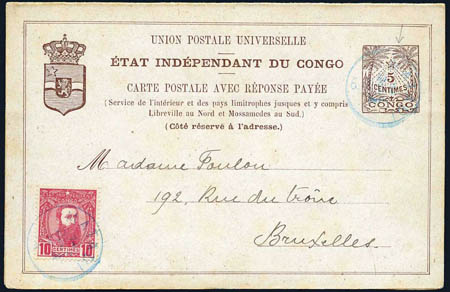 UNION POSTALE UNIVERSELLE
ÉTAT INDÉPENDANT DU CONGO
CARTE POSTALE AVEC RÉPONSE PAYÉE
(Service de l'intérieur et des pays limitrophes jusques et y compris
Libreville au Nord et Mossamedes au Sud.)
(Côté réservé à l'adresse.)
5
CENTIMES
CONGO
Madame Foulon
192, Rue du trône
Bruxelles.
10 CENTIMES 10